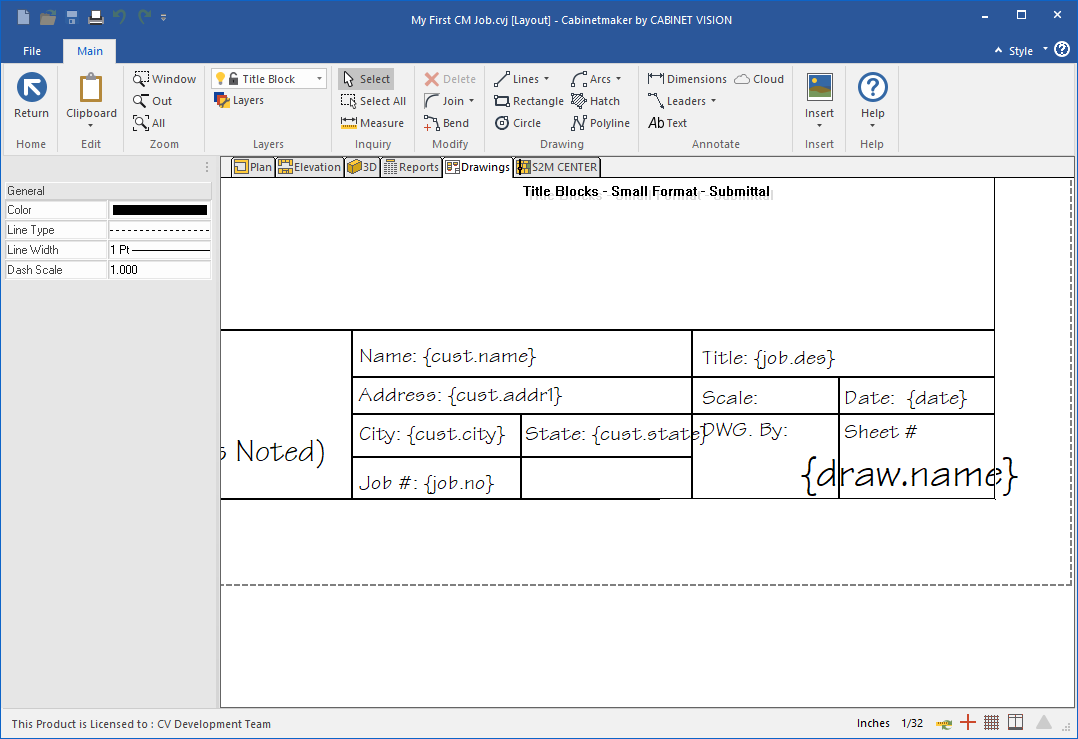 My First CM Job.cvj [Layout] - Cabinetmaker by CABINET VISION
File Main Style
Window Title Block Select Delete Lines Arcs Dimensions Cloud
Out Layers Select All Join Rectangle Hatch Leaders
Return Clipboard All Measure Bend Circle Polyline Ab Text Insert Help
Home Edit Zoom Layers Inquiry Modify Drawing Annotate Insert Help
Plan Elevation 3D Reports Drawings S2M CENTER
General
Color
Line Type
Line Width 1 Pt
Dash Scale 1.000
Title Blocks - Small Format - Submittal
Name: {cust.name} Title: {job.des}
Address: {cust.addr1} Scale: Date: {date}
City: {cust.city} State: {cust.state} DWG. By: Sheet #
s Noted)
Job #: {job.no} {draw.name}
This Product is Licensed to : CV Development Team Inches 1/32